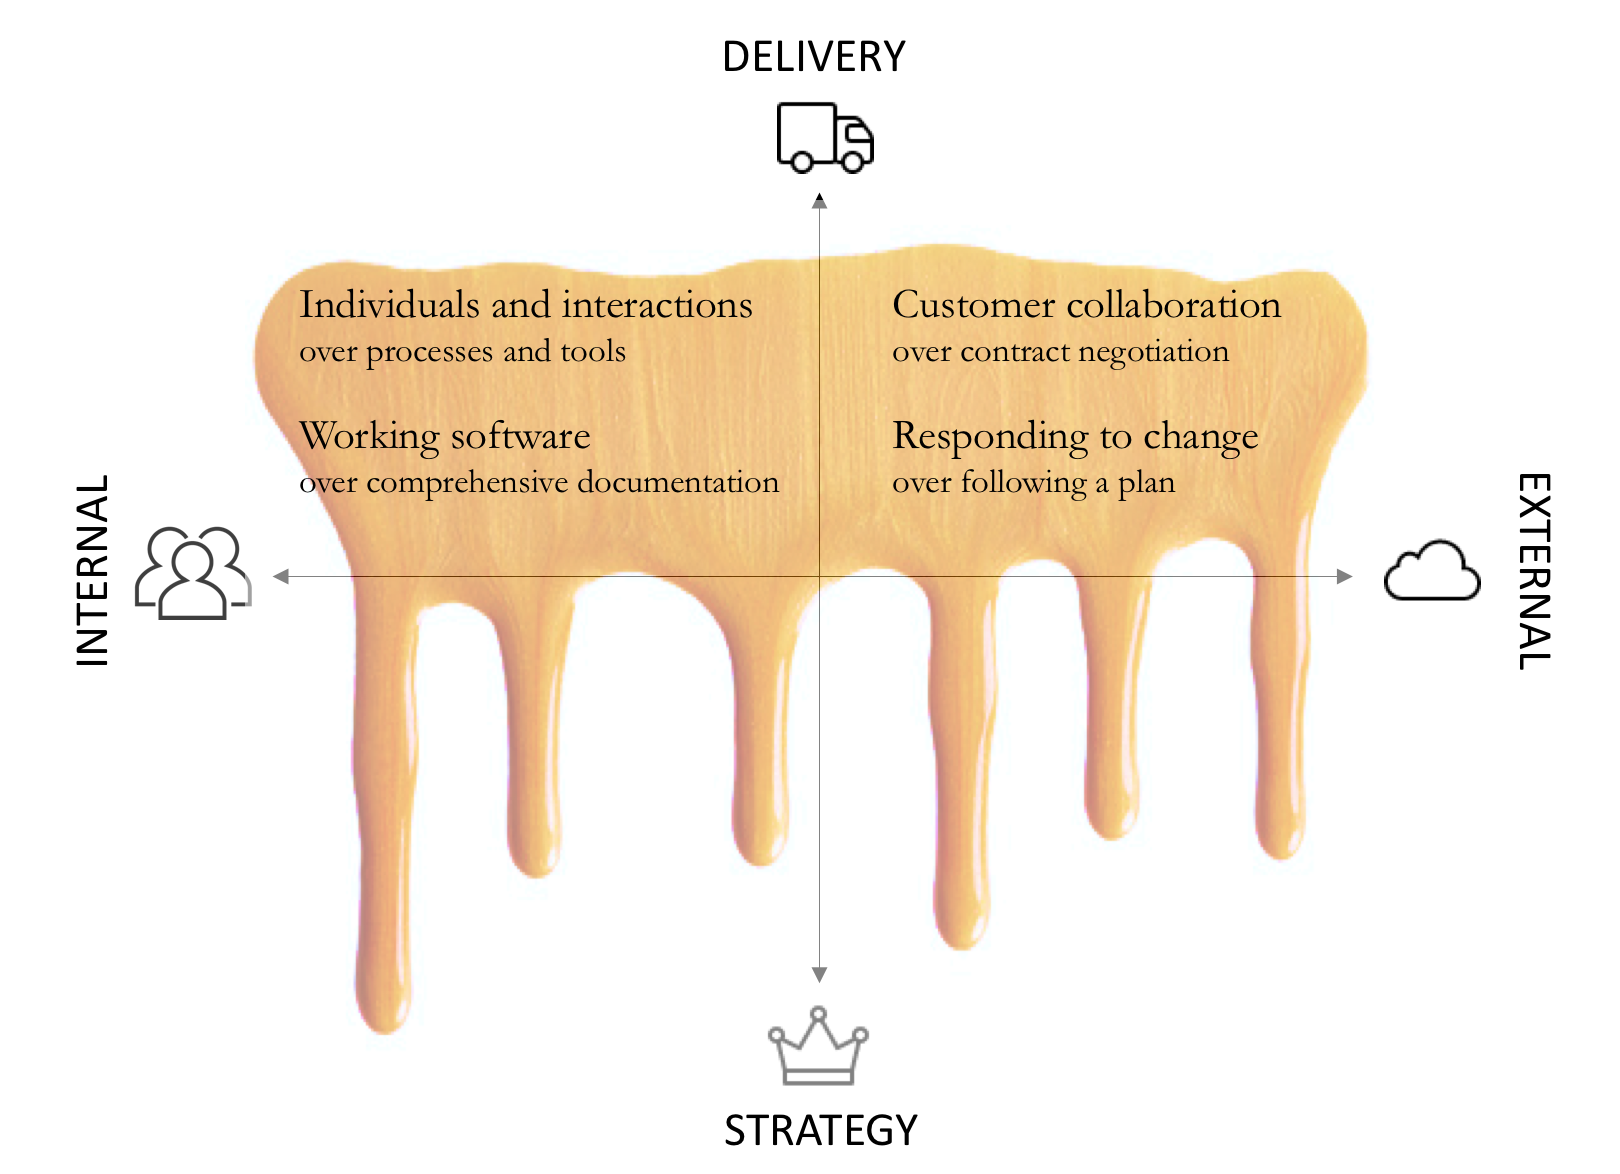 DELIVERY
Individuals and interactions
over processes and tools
Customer collaboration
over contract negotiation
Working software
over comprehensive documentation
Responding to change
over following a plan
INTERNAL
EXTERNAL
STRATEGY